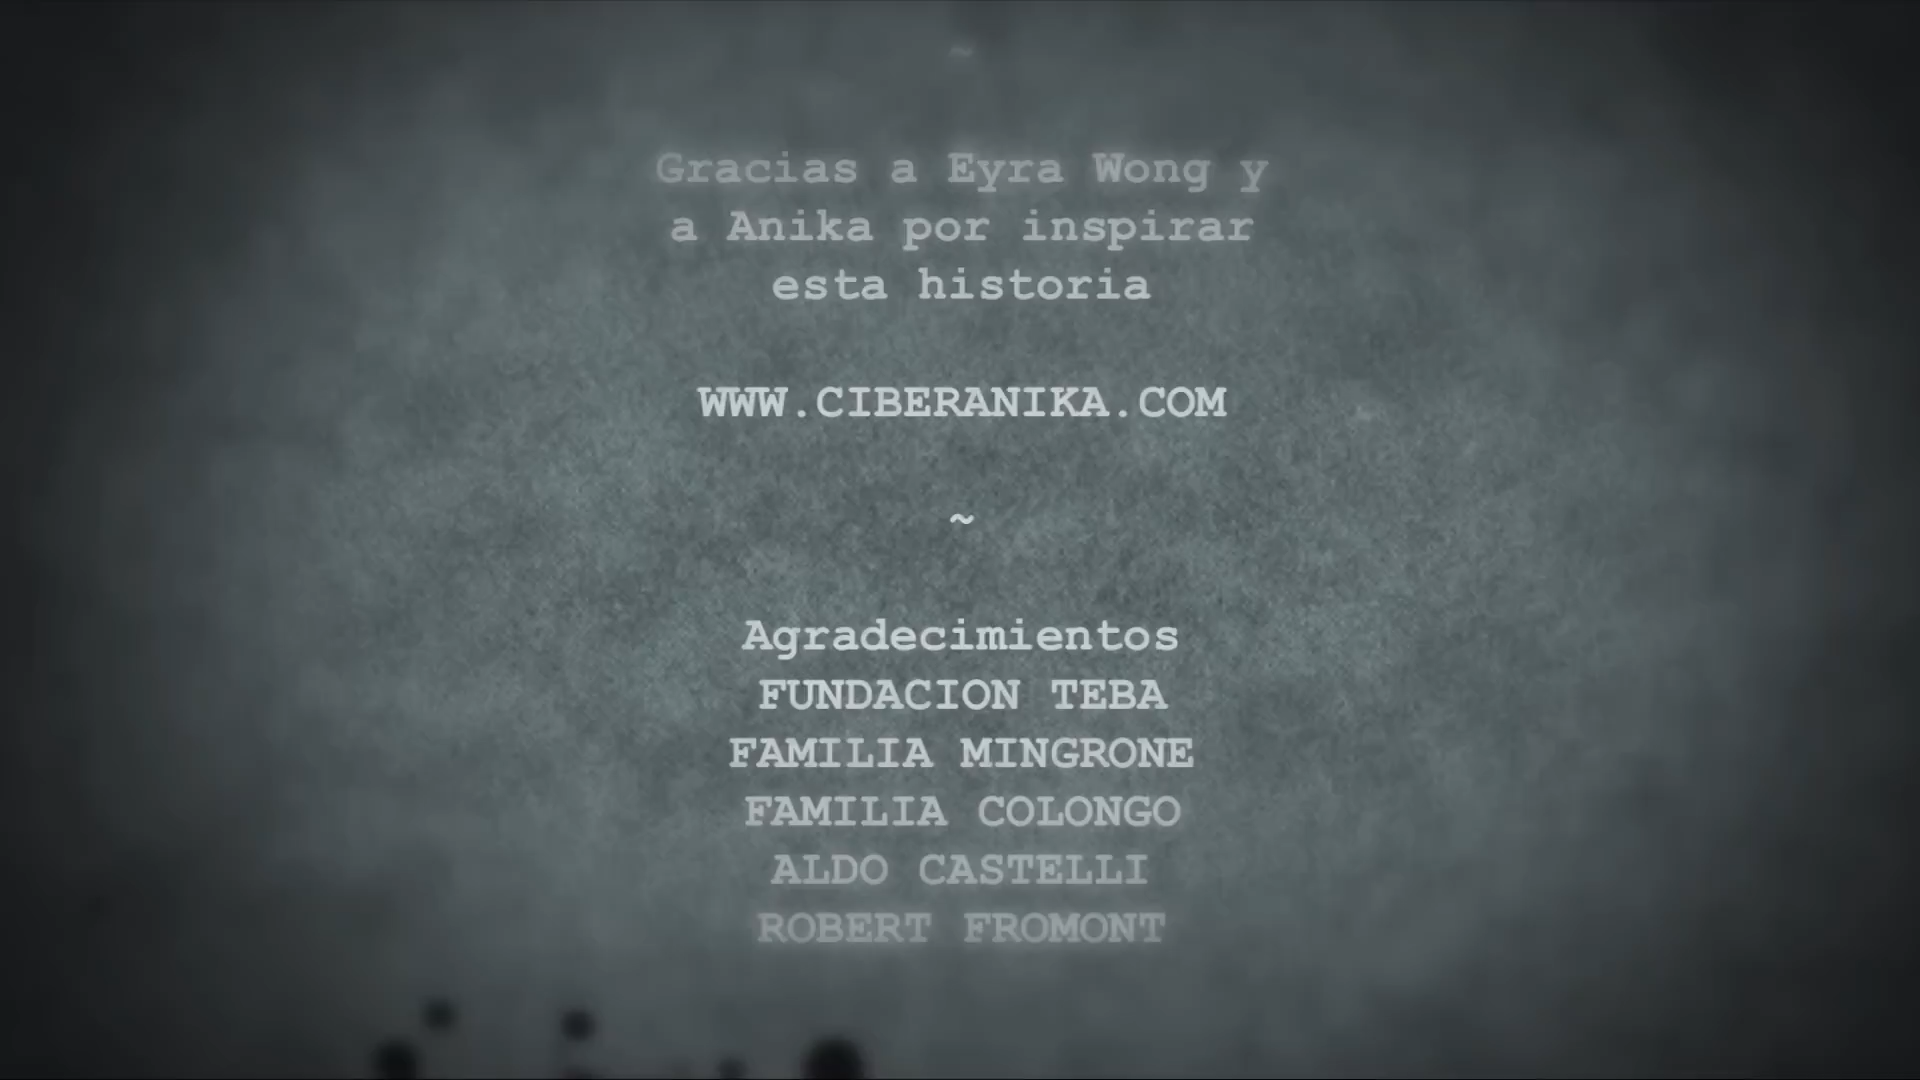 ~
Gracias a Eyra Wong y
a Anika por inspirar
esta historia
WWW.CIBERANIKA.COM
~
Agradecimientos
FUNDACION TEBA
FAMILIA MINGRONE
FAMILIA COLONGO
ALDO CASTELLI
ROBERT FROMONT